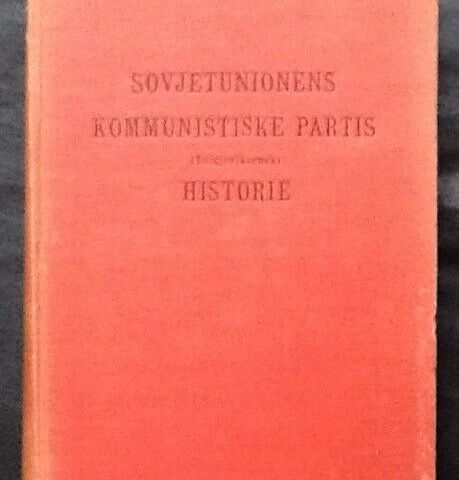 SOVJETUNIONENS
KOMMUNISTISKE PARTIS
HISTORIE